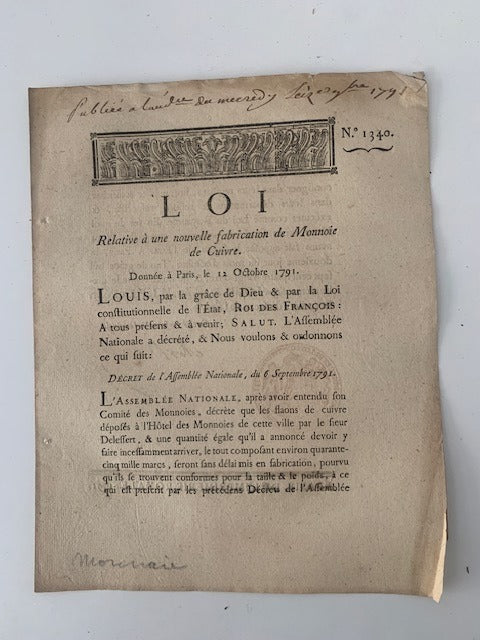 Publiée a l'audce du mecredy seize 9bre 1791
N.° 1340.
LOI
Relative à une nouvelle fabrication de Monnoie
de Cuivre.
Donnée à Paris, le 12 Octobre 1791.
LOUIS, par la grâce de Dieu & par la Loi
constitutionnelle de l'État, ROI DES FRANÇOIS :
A tous présens & à venir; SALUT. L'Assemblée
Nationale a décrété, & Nous voulons & ordonnons
ce qui suit:
DÉCRET de l'Assemblée Nationale, du 6 Septembre 1791.
L'ASSEMBLÉE NATIONALE, après avoir entendu son
Comité des Monnoies, décrète que les flaons de cuivre
déposés à l'Hôtel des Monnoies de cette ville par le sieur
Delessert, & une quantité égale qu'il a annoncé devoir y
faire incessamment arriver, le tout composant environ quarante-
cinq mille marcs, seront sans délai mis en fabrication, pourvu
qu'ils se trouvent conformes pour la taille & le poids, à ce
qui est prescrit par les précédens Décrets de l'Assemblée
Monnaie